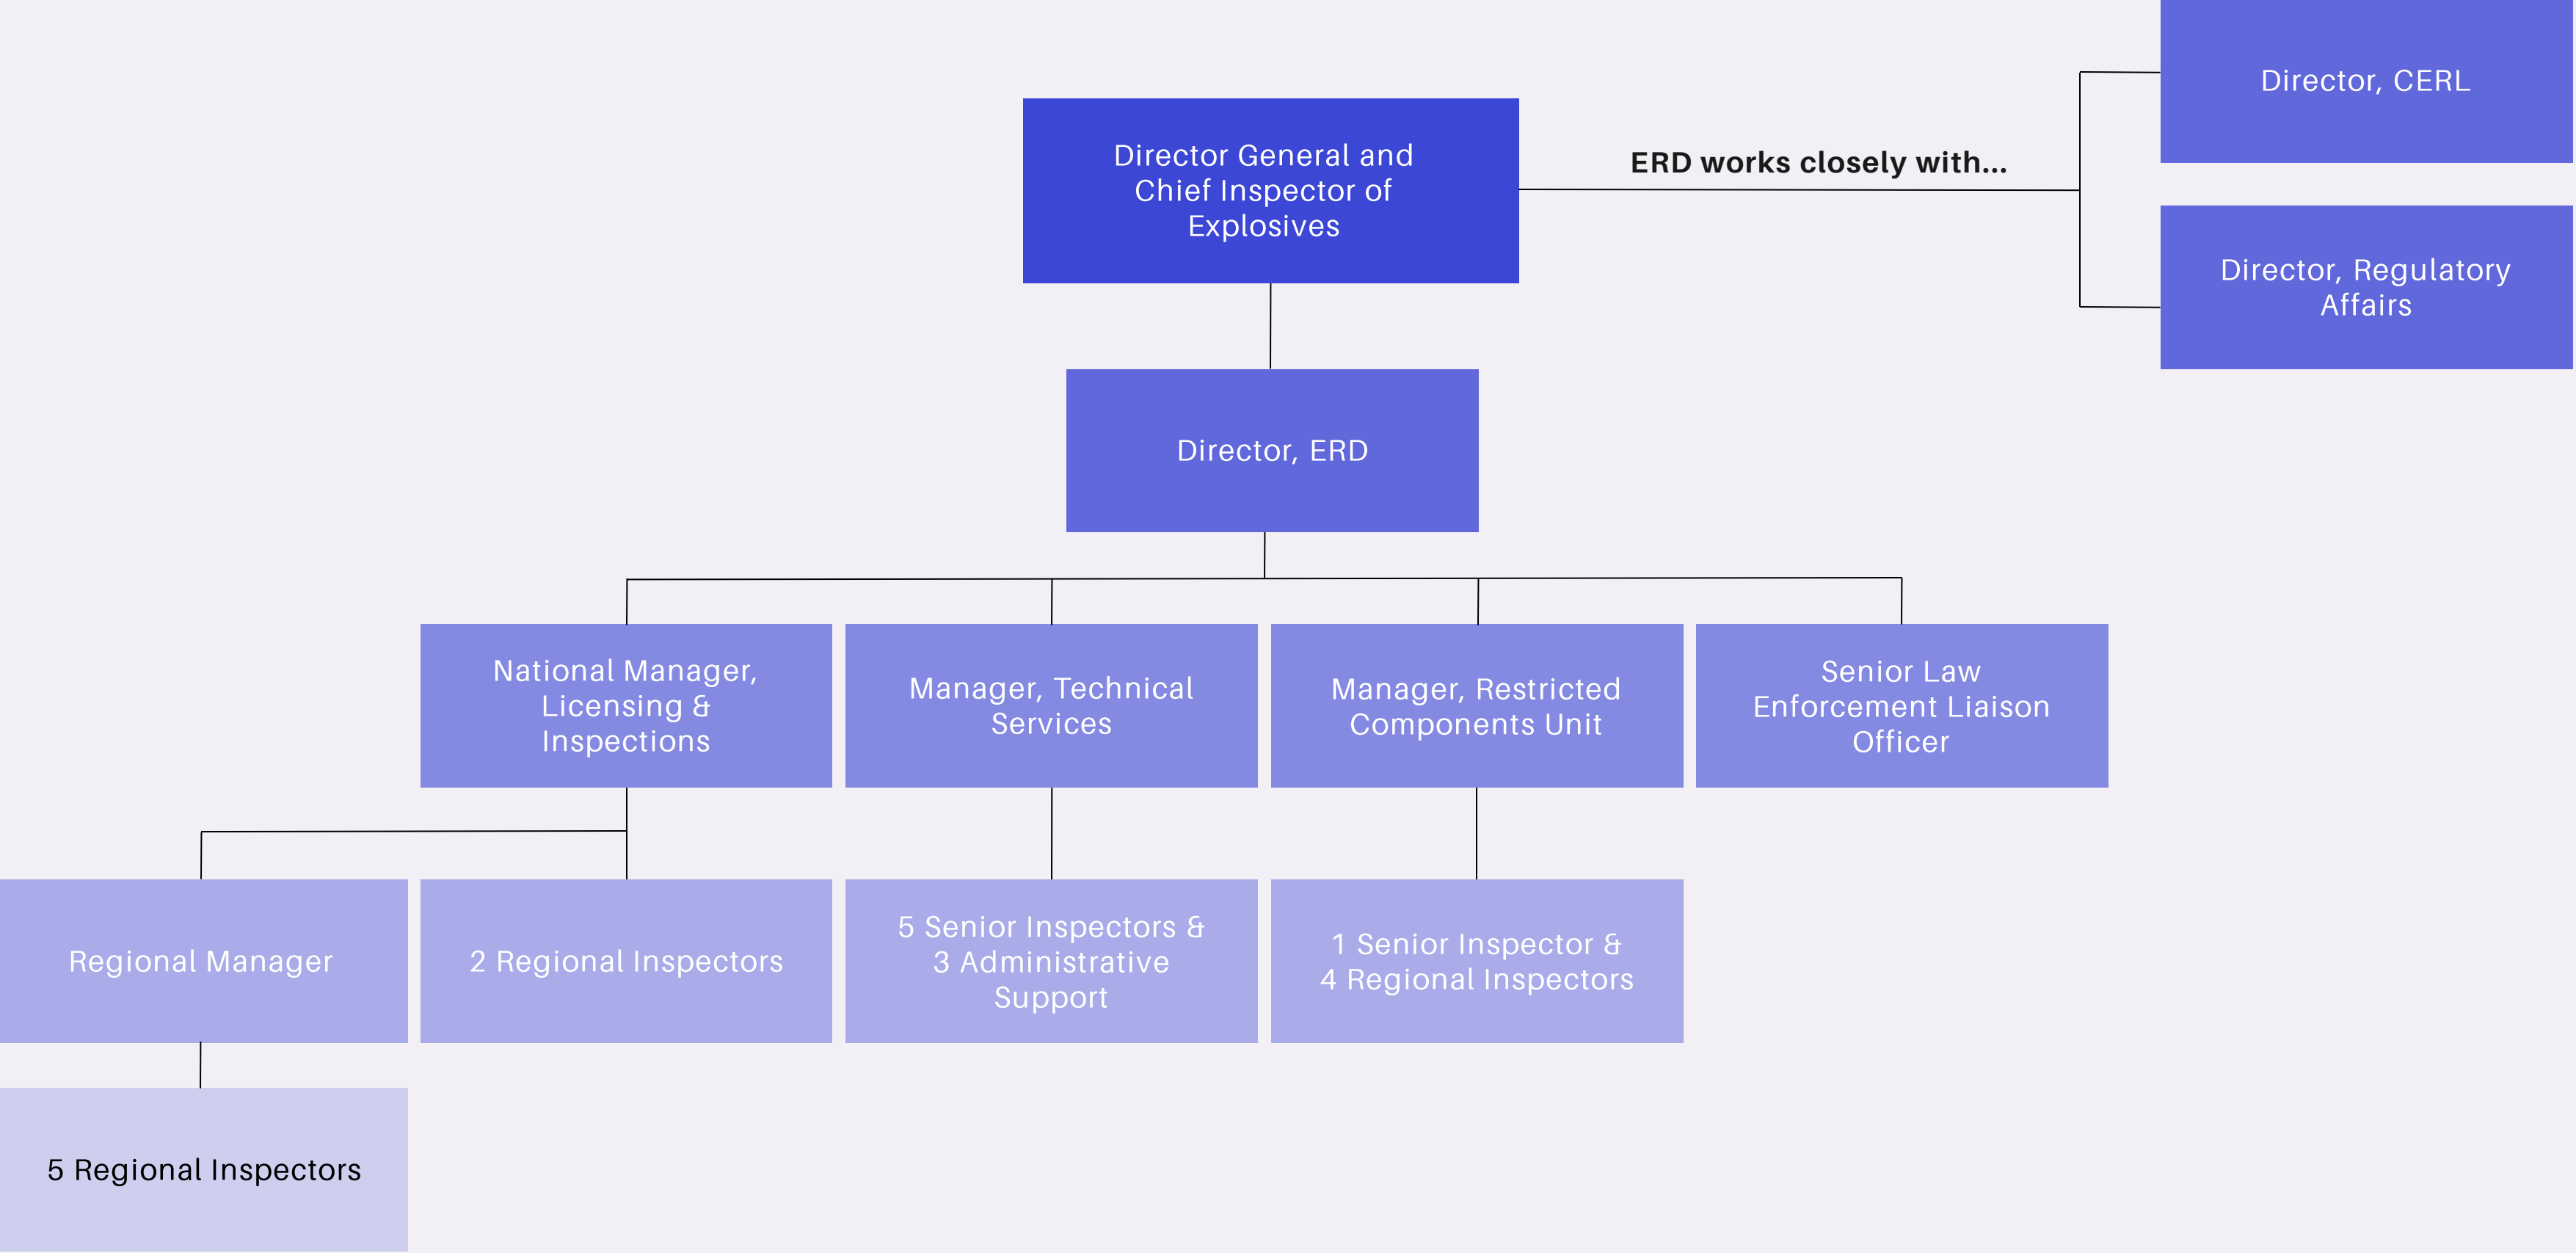 Director, CERL
Director General and
Chief Inspector of
Explosives
ERD works closely with...
Director, Regulatory
Affairs
Director, ERD
National Manager,
Licensing &
Inspections
Manager, Technical
Services
Manager, Restricted
Components Unit
Senior Law
Enforcement Liaison
Officer
Regional Manager
2 Regional Inspectors
5 Senior Inspectors &
3 Administrative
Support
1 Senior Inspector &
4 Regional Inspectors
5 Regional Inspectors